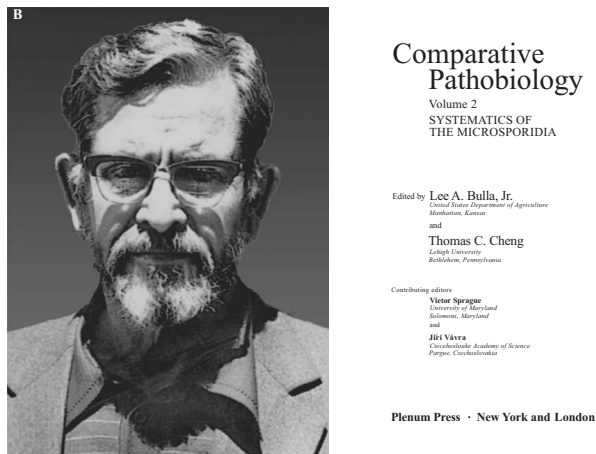 B
Comparative
Pathobiology
Volume 2
SYSTEMATICS OF
THE MICROSPORIDIA
Edited by Lee A. Bulla, Jr.
United States Department of Agriculture
Manhattan, Kansas
and
Thomas C. Cheng
Lehigh University
Bethlehem, Pennsylvania
Contributing editors
Victor Sprague
University of Maryland
Solomons, Maryland
and
Jiří Vávra
Ctecehoslouke Academy of Science
Pargue, Czechoslovakia
Plenum Press · New York and London